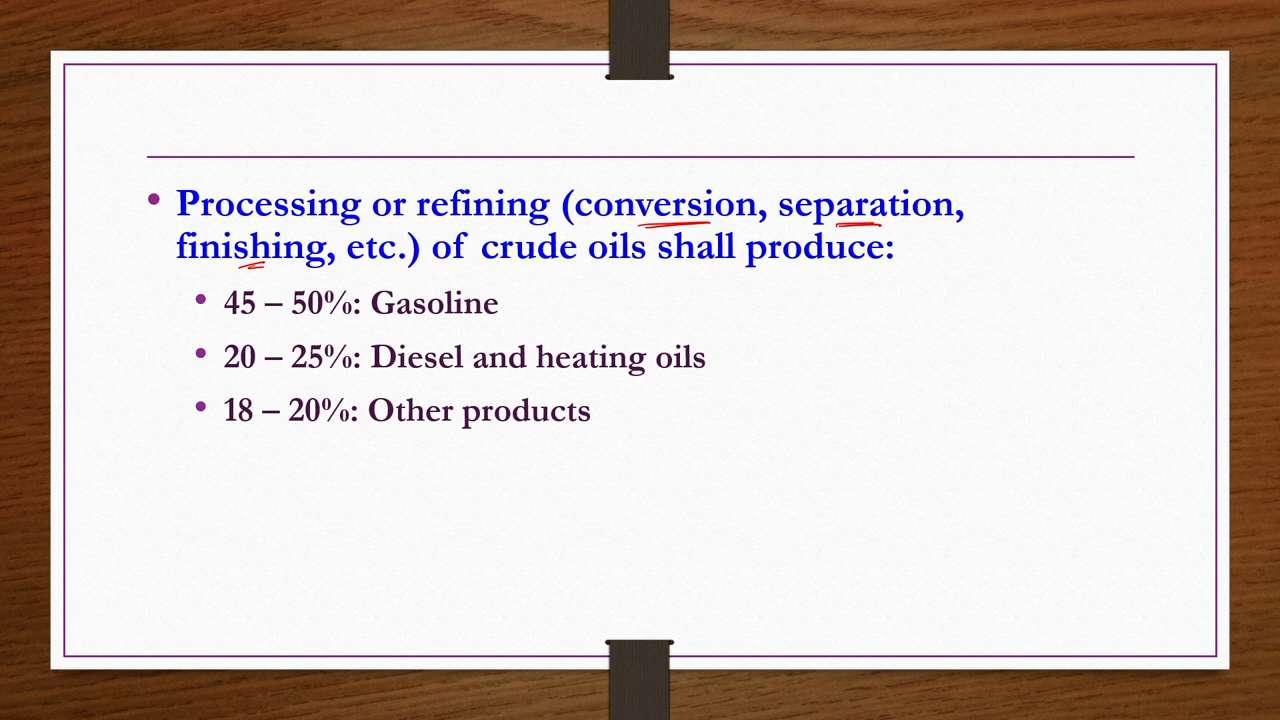 • Processing or refining (conversion, separation,
finishing, etc.) of crude oils shall produce:
• 45 – 50%: Gasoline
• 20 – 25%: Diesel and heating oils
• 18 – 20%: Other products